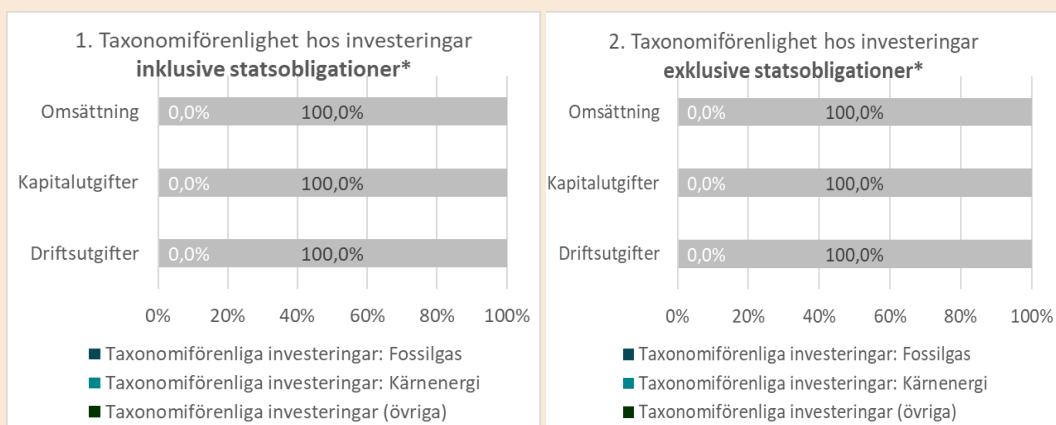 1. Taxonomiförenlighet hos investeringar
inklusive statsobligationer*
Omsättning 0,0% 100,0%
Kapitalutgifter 0,0% 100,0%
Driftsutgifter 0,0% 100,0%
0% 20% 40% 60% 80% 100%
Taxonomiförenliga investeringar: Fossilgas
Taxonomiförenliga investeringar: Kärnenergi
Taxonomiförenliga investeringar (övriga)
2. Taxonomiförenlighet hos investeringar
exklusive statsobligationer*
Omsättning 0,0% 100,0%
Kapitalutgifter 0,0% 100,0%
Driftsutgifter 0,0% 100,0%
0% 20% 40% 60% 80% 100%
Taxonomiförenliga investeringar: Fossilgas
Taxonomiförenliga investeringar: Kärnenergi
Taxonomiförenliga investeringar (övriga)